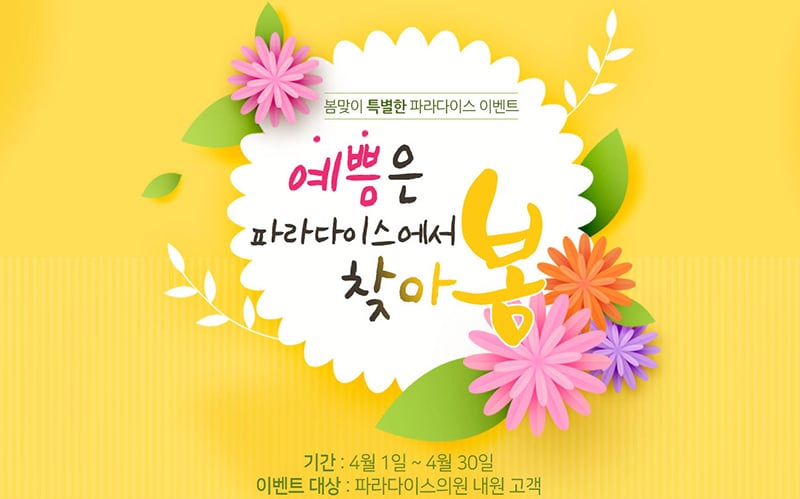 봄맞이 특별한 파라다이스 이벤트
예쁨은
파라다이스에서
찾아봄
기간 : 4월 1일 ~ 4월 30일
이벤트 대상 : 파라다이스의원 내원 고객